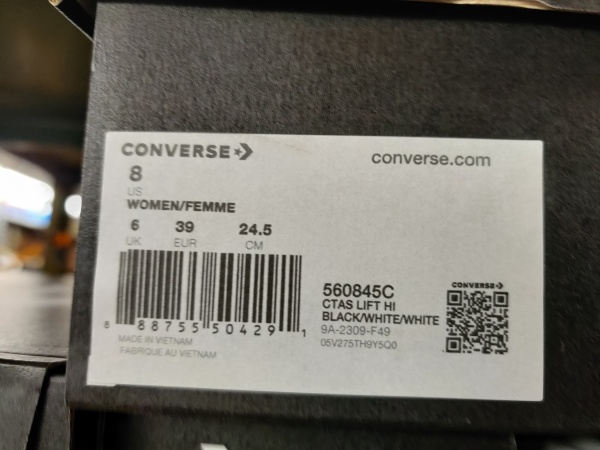 CONVERSE
converse.com
8
US
WOMEN/FEMME
6 39 24.5
UK EUR CM
8 88755 50429 1
MADE IN VIETNAM
FABRIQUE AU VIETNAM
560845C
CTAS LIFT HI
BLACK/WHITE/WHITE
9A-2309-F49
05V275TH9Y5Q0
CONVERSE